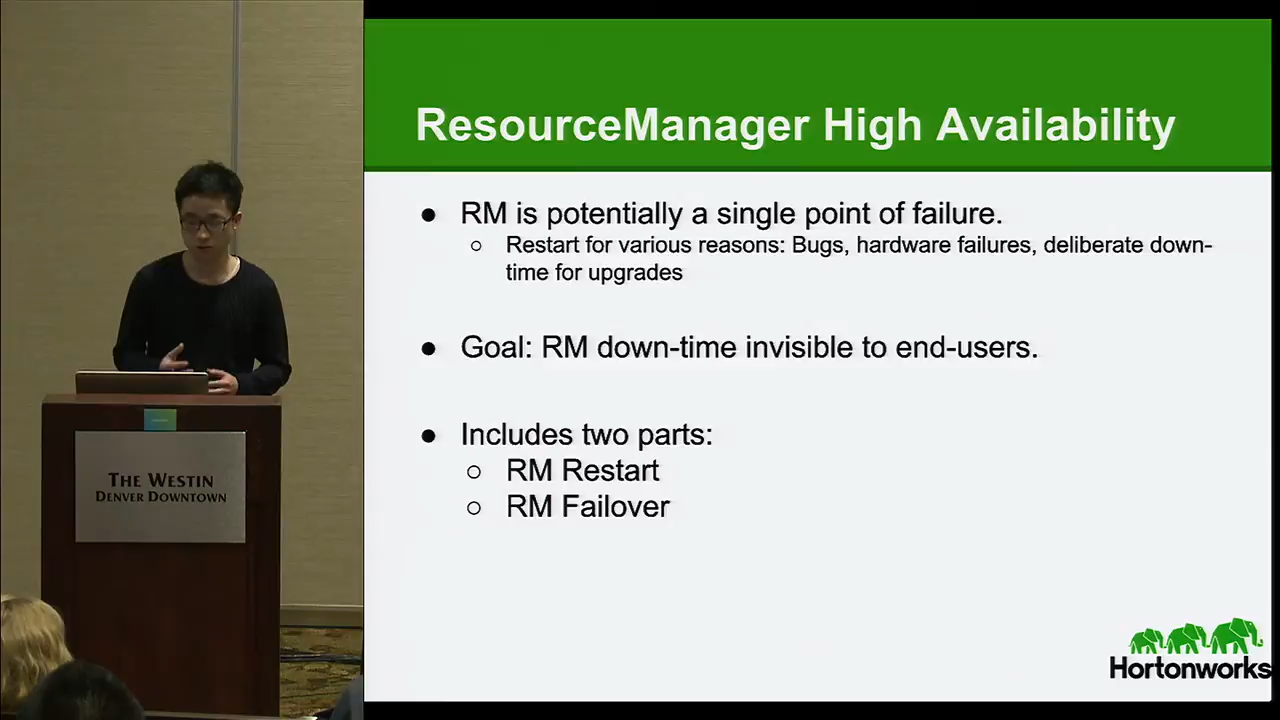 ResourceManager High Availability
● RM is potentially a single point of failure.
○ Restart for various reasons: Bugs, hardware failures, deliberate down-
time for upgrades
● Goal: RM down-time invisible to end-users.
● Includes two parts:
○ RM Restart
○ RM Failover
Hortonworks
THE WESTIN
DENVER DOWNTOWN